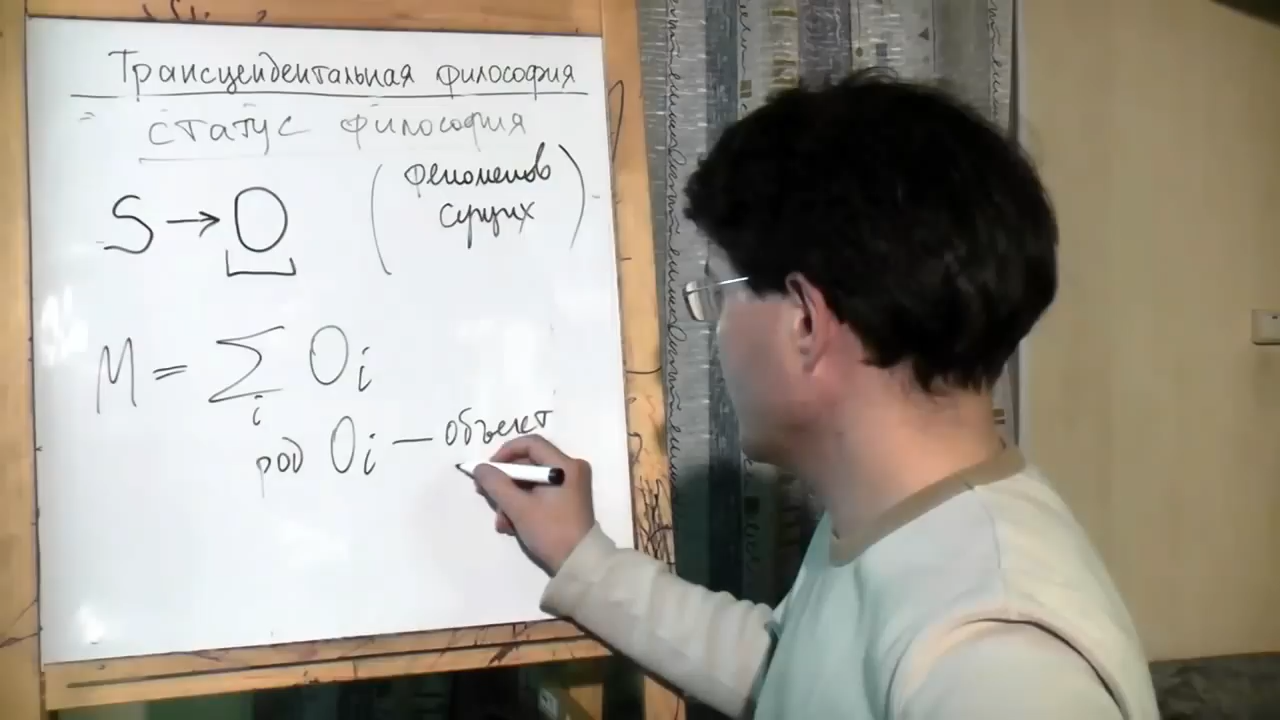 Трансцендентальная философия
статус философия
S → O
(феноменов
сущих)
M = Σ Oi
i
род Oi — объект